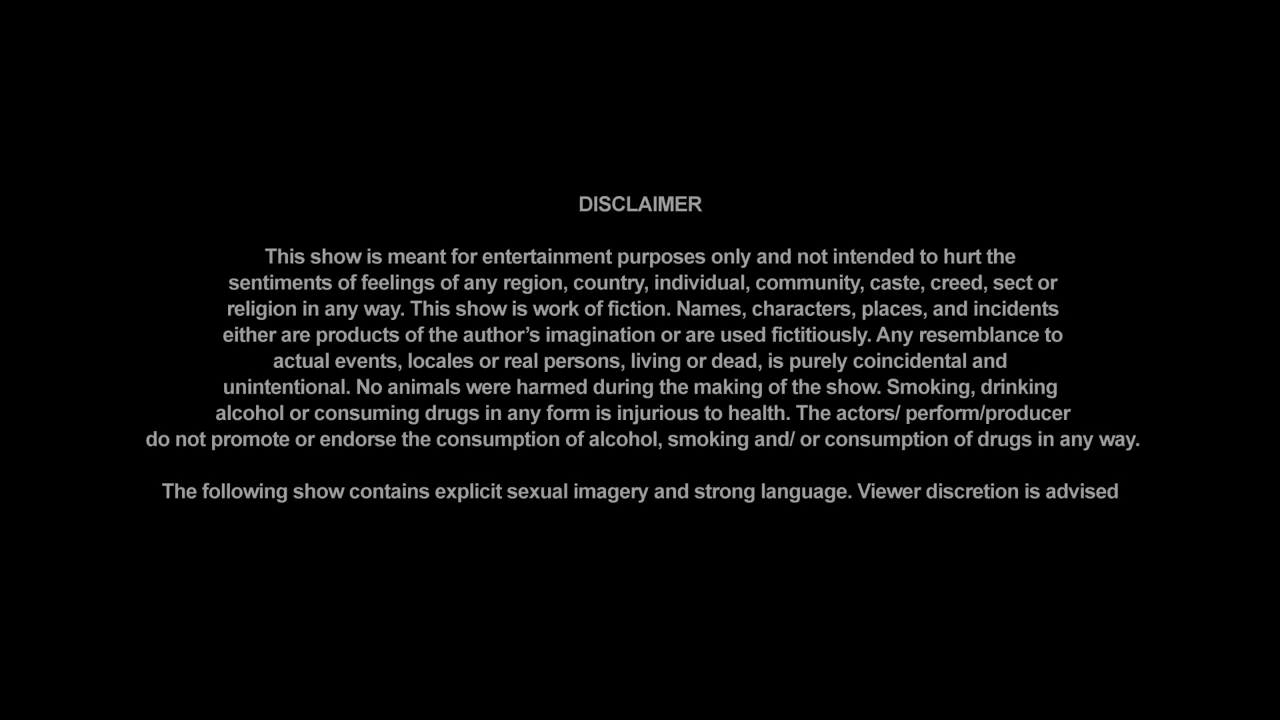 DISCLAIMER
This show is meant for entertainment purposes only and not intended to hurt the
sentiments of feelings of any region, country, individual, community, caste, creed, sect or
religion in any way. This show is work of fiction. Names, characters, places, and incidents
either are products of the author’s imagination or are used fictitiously. Any resemblance to
actual events, locales or real persons, living or dead, is purely coincidental and
unintentional. No animals were harmed during the making of the show. Smoking, drinking
alcohol or consuming drugs in any form is injurious to health. The actors/ perform/producer
do not promote or endorse the consumption of alcohol, smoking and/ or consumption of drugs in any way.
The following show contains explicit sexual imagery and strong language. Viewer discretion is advised